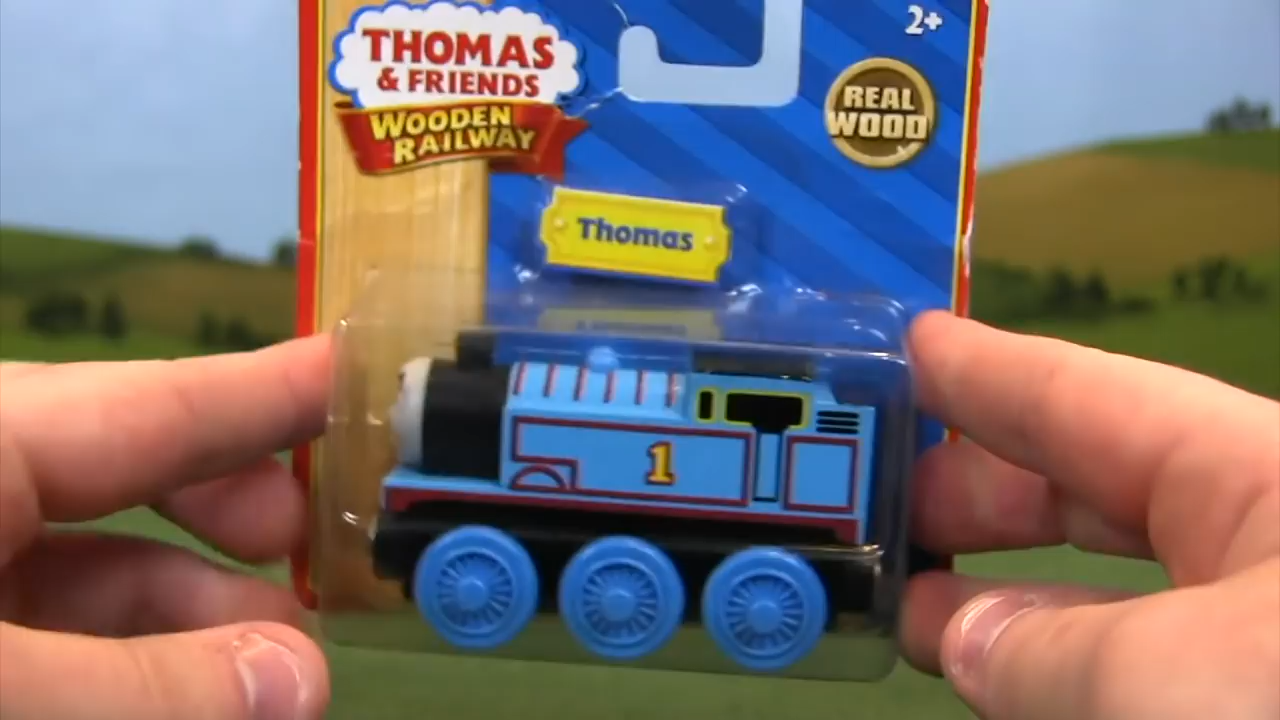 THOMAS
& FRIENDS
WOODEN
RAILWAY
2+
REAL
WOOD
Thomas
1